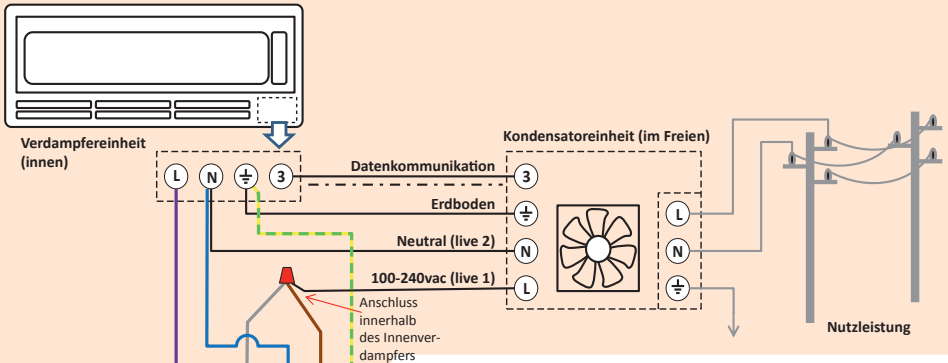 Verdampfereinheit
(innen)
L N 3
Kondensatoreinheit (im Freien)
Datenkommunikation
3
Erdboden
Neutral (live 2)
N
100-240vac (live 1)
L
L
N
Anschluss
innerhalb
des Innenver-
dampfers
Nutzleistung